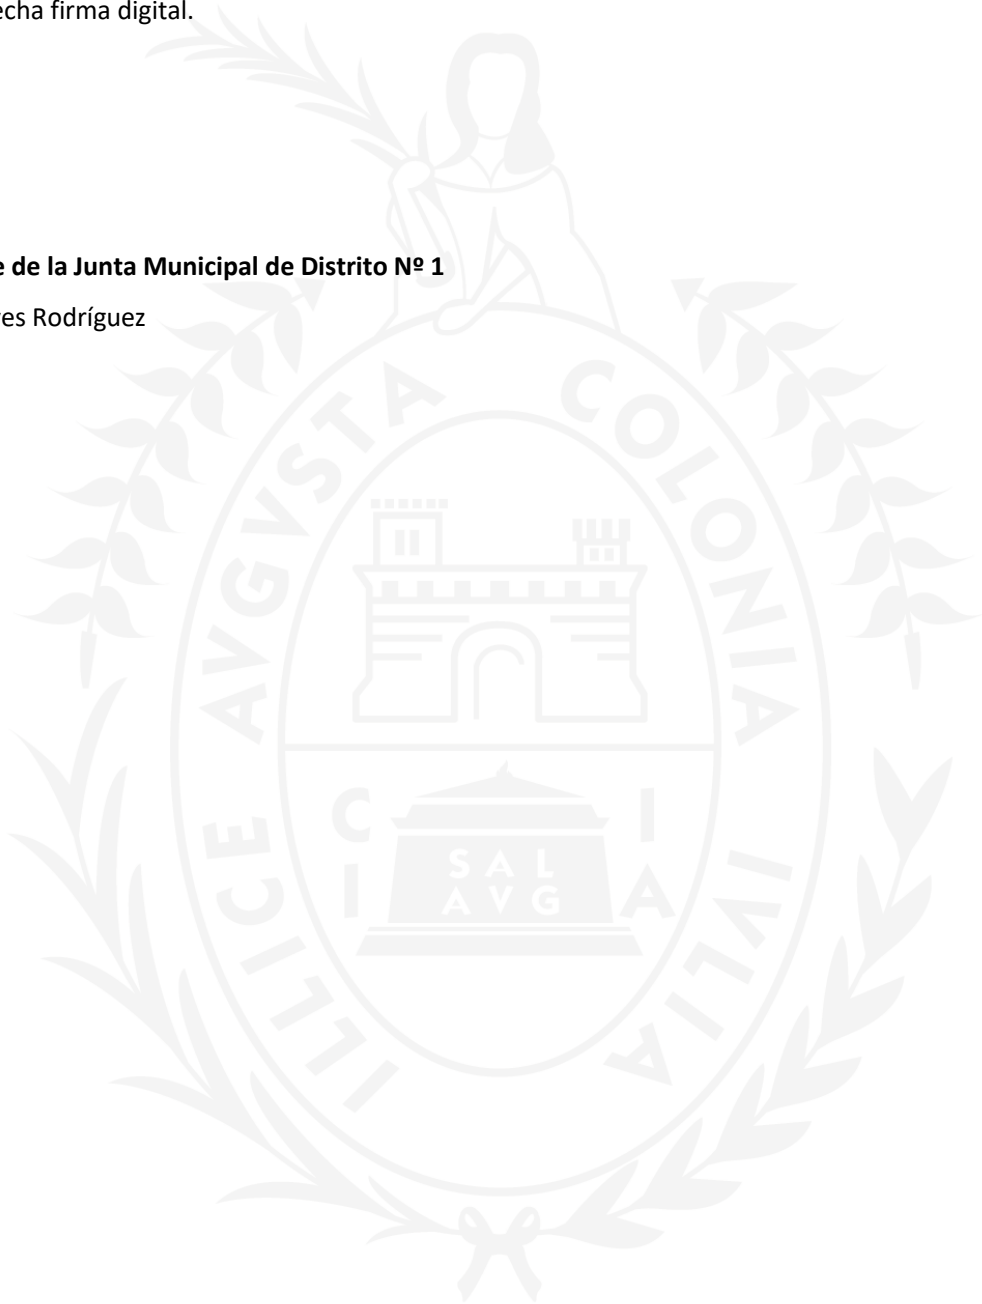 echa firma digital.
e de la Junta Municipal de Distrito Nº 1
es Rodríguez
COLONIA IVLIA ILLICE AVGVSTA
C I
I A
SAL
AVG